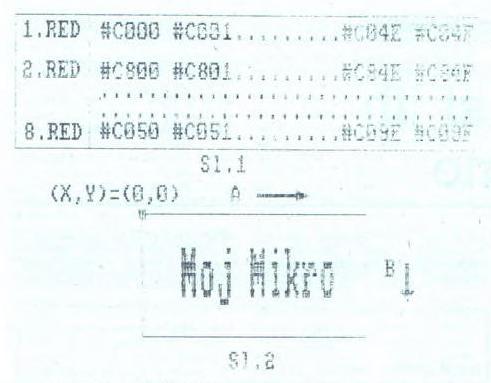 1.RED #C000 #C001.........#C04E #C04F
2.RED #C800 #C801.........#C84E #C84F
8.RED #C050 #C051.........#C09E #C09F
Sl.1
(X,Y)=(0,0) A
Moj Mikro B
Sl.2